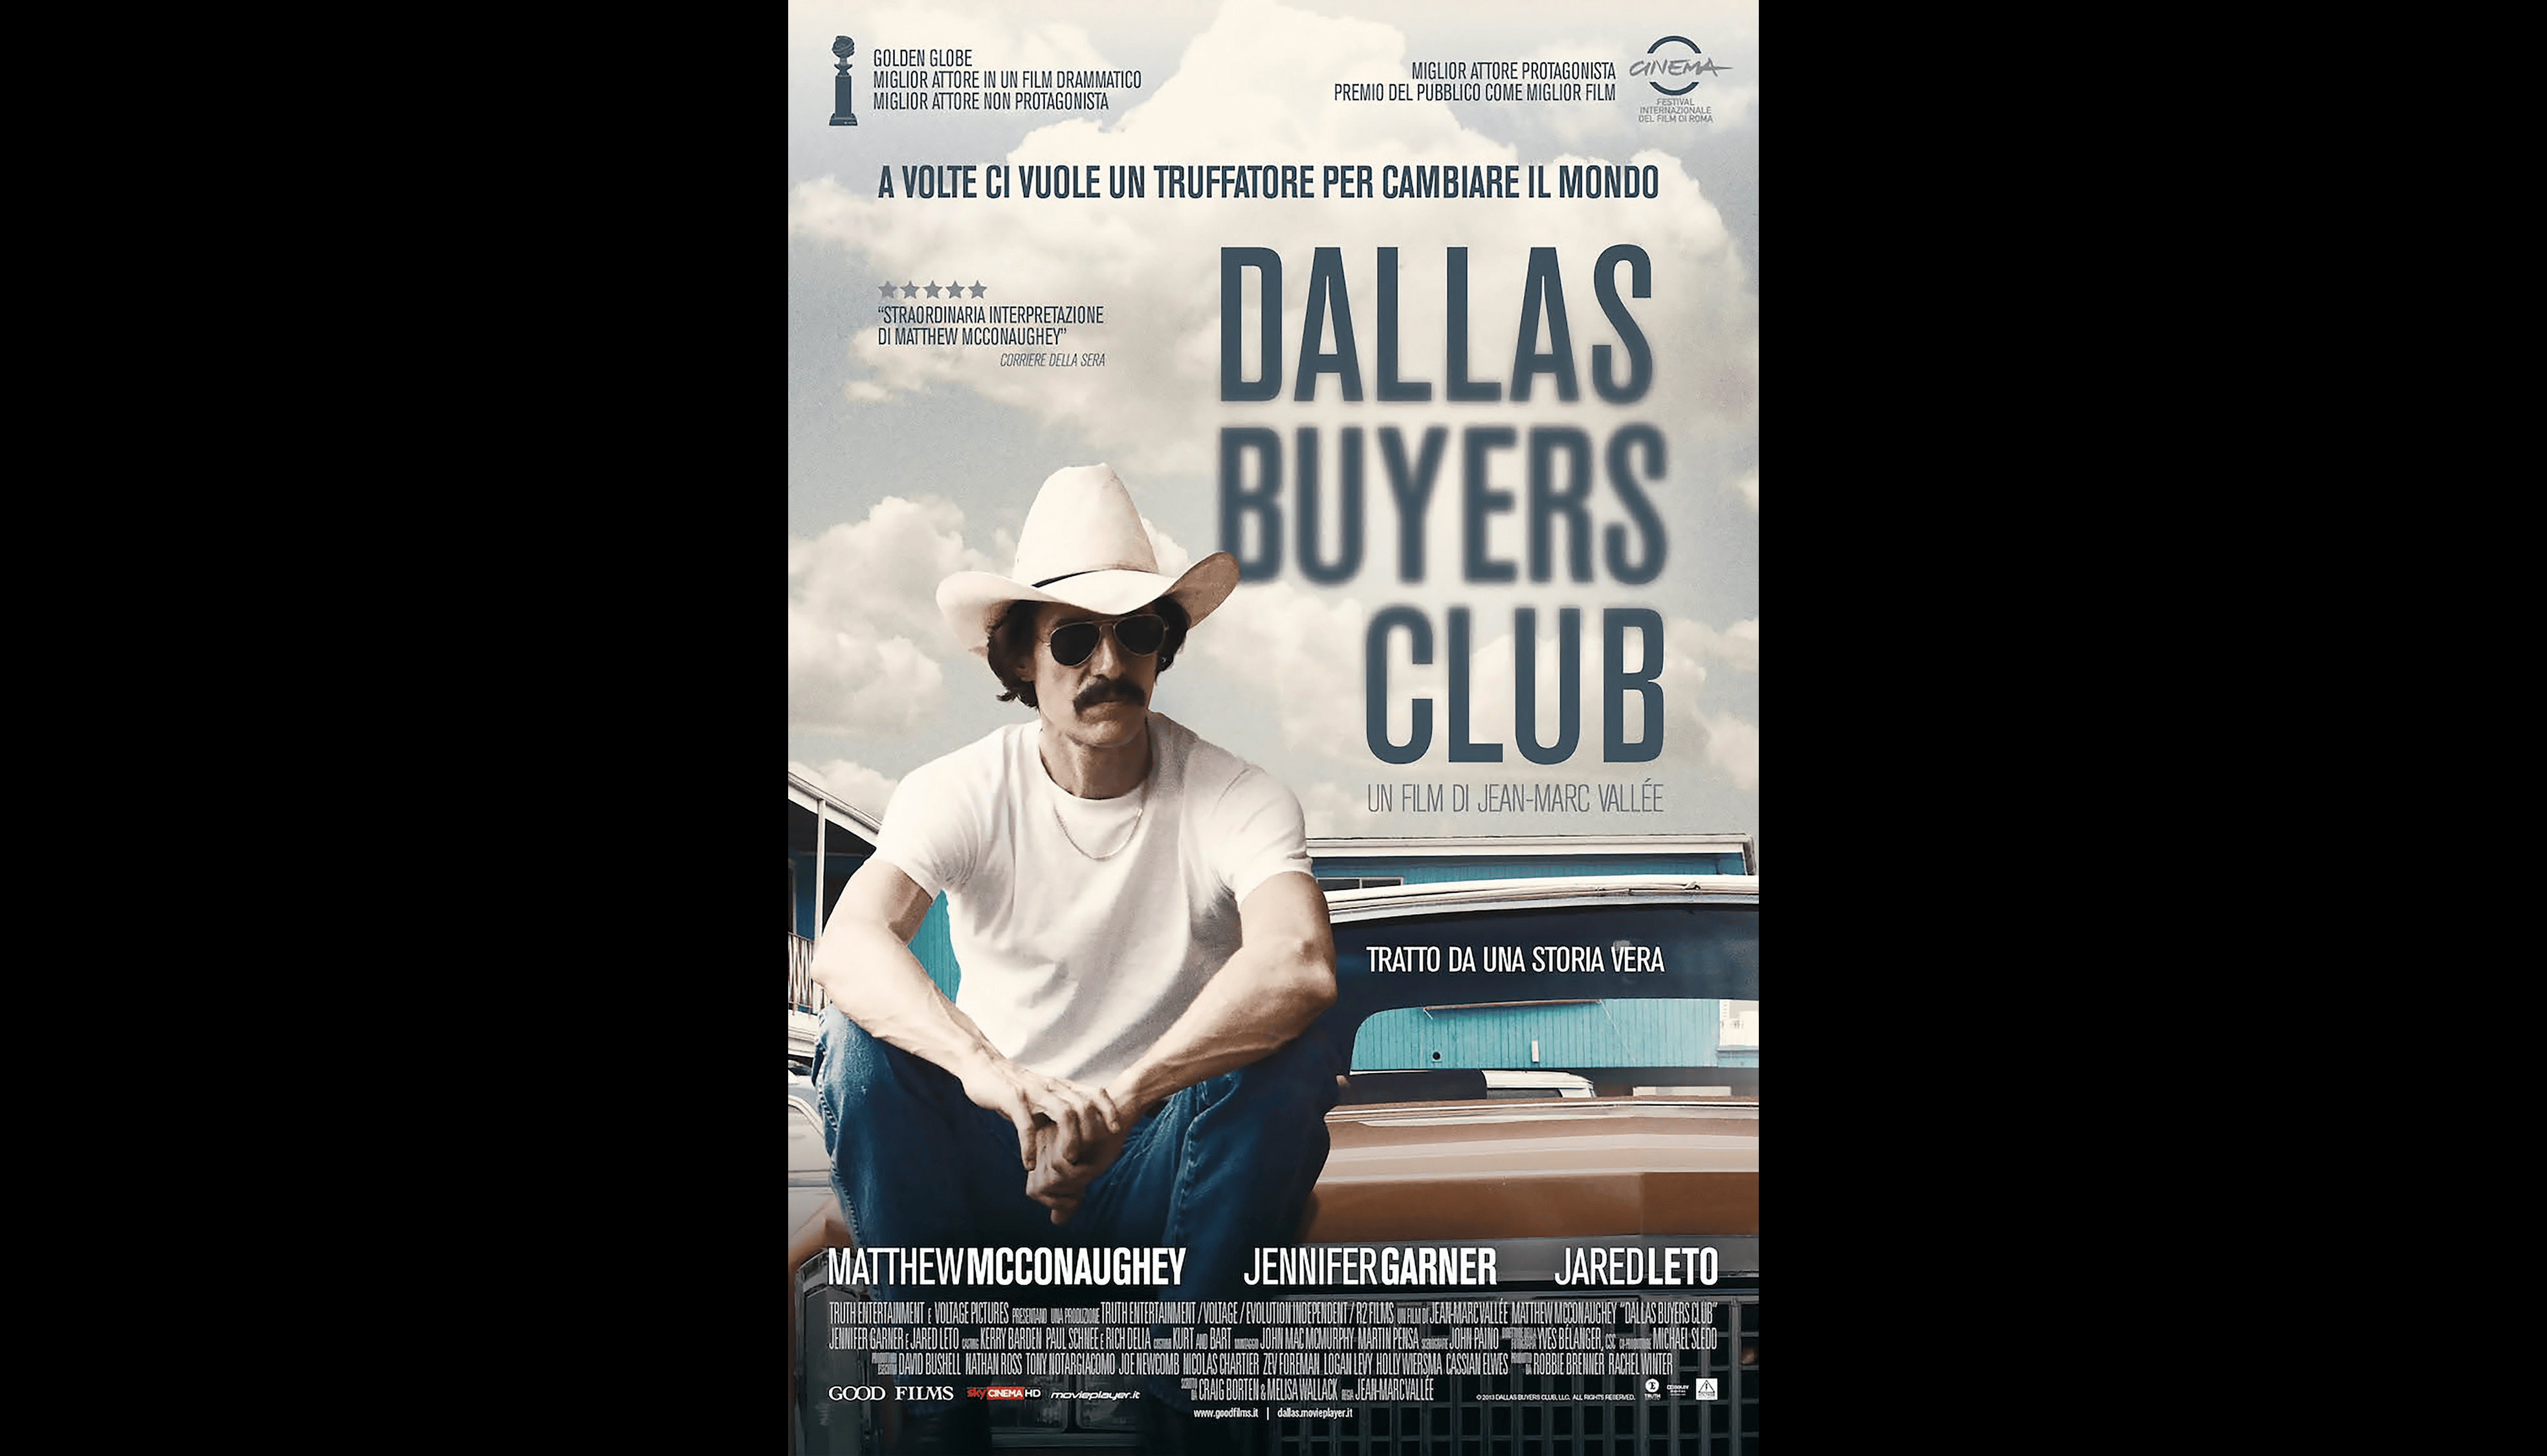 GOLDEN GLOBE
MIGLIOR ATTORE IN UN FILM DRAMMATICO
MIGLIOR ATTORE NON PROTAGONISTA
MIGLIOR ATTORE PROTAGONISTA
PREMIO DEL PUBBLICO COME MIGLIOR FILM
CINEMA
FESTIVAL
INTERNAZIONALE
DEL FILM DI ROMA
A VOLTE CI VUOLE UN TRUFFATORE PER CAMBIARE IL MONDO
"STRAORDINARIA INTERPRETAZIONE
DI MATTHEW MCCONAUGHEY"
CORRIERE DELLA SERA
DALLAS
BUYERS
CLUB
UN FILM DI JEAN-MARC VALLÉE
TRATTO DA UNA STORIA VERA
MATTHEW MCCONAUGHEY JENNIFER GARNER JARED LETO
TRUTH ENTERTAINMENT E VOLTAGE PICTURES PRESENTANO UNA PRODUZIONE TRUTH ENTERTAINMENT / VOLTAGE / EVOLUTION INDEPENDENT / R2 FILMS UN FILM DI JEAN-MARC VALLÉE MATTHEW MCCONAUGHEY "DALLAS BUYERS CLUB"
JENNIFER GARNER E JARED LETO CASTING KERRY BARDEN PAUL SCHNEE E RICH DELIA COSTUMI KURT AND BART MONTAGGIO JOHN MAC MCMURPHY MARTIN PENSA SCENOGRAFIE JOHN PAINO YVES BÉLANGER, CSC CO-PRODUTTORE MICHAEL SLEDD
DAVID BUSHELL NATHAN ROSS TONY NOTARGIACOMO JOE NEWCOMB NICOLAS CHARTIER ZEV FOREMAN LOGAN LEVY HOLLY WIERSMA CASSIAN ELWES PRODOTTO DA ROBBIE BRENNER RACHEL WINTER
SCRITTO DA CRAIG BORTEN & MELISA WALLACK REGIA JEAN-MARC VALLÉE
GOOD FILMS sky CINEMA HD movieplayer.it
© 2013 DALLAS BUYERS CLUB, LLC. ALL RIGHTS RESERVED.
TRUTH
DOLBY
www.goodfilms.it | dallas.movieplayer.it